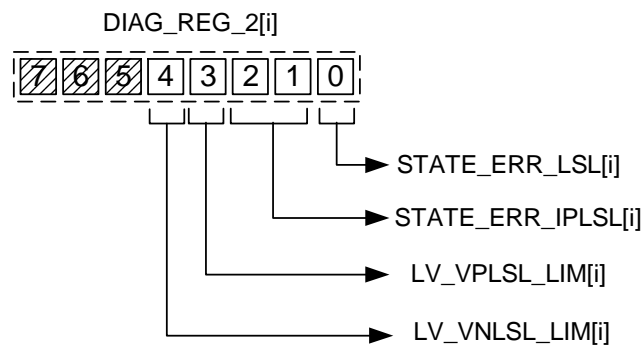 DIAG_REG_2[i]
7 6 5 4 3 2 1 0
STATE_ERR_LSL[i]
STATE_ERR_IPLSL[i]
LV_VPLSL_LIM[i]
LV_VNLSL_LIM[i]